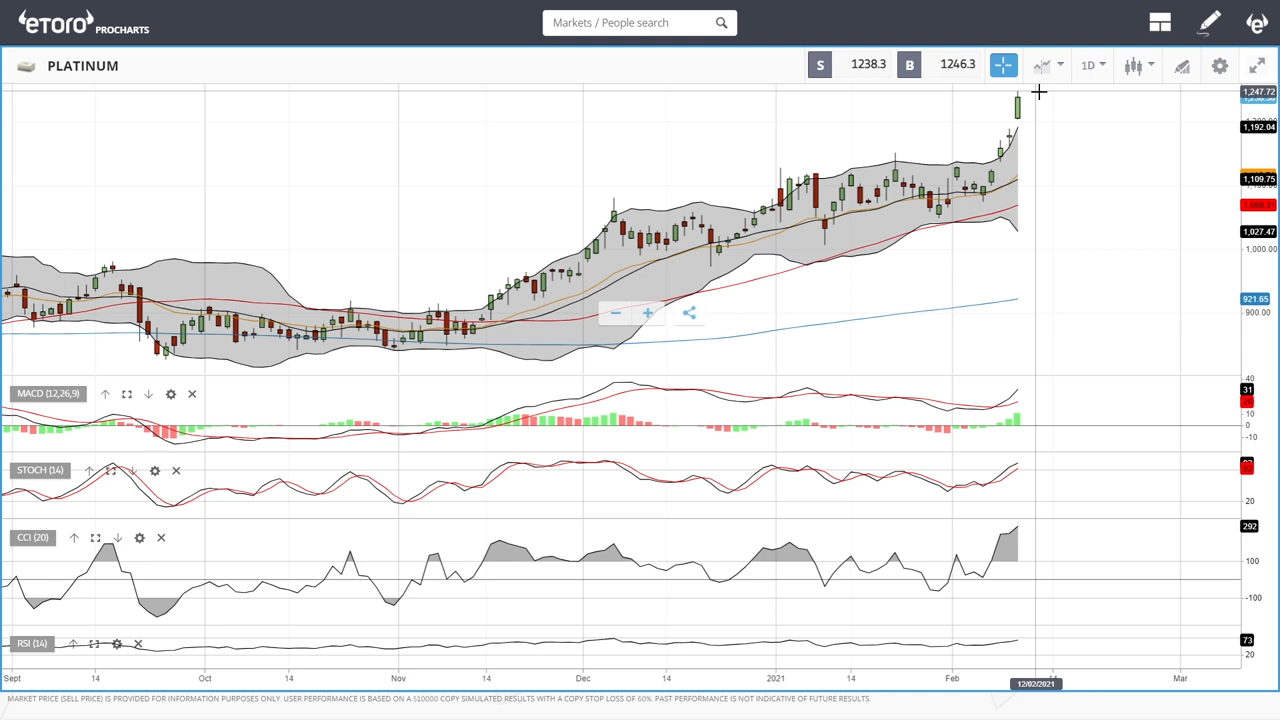 eToro PROCHARTS
Markets / People search
PLATINUM
S 1238.3 B 1246.3
1D
1,247.72
1,192.04
1,109.75
1,027.47
1,000.00
921.65
900.00
MACD (12,26,9)
40
31
10
0
-10
STOCH (14)
20
CCI (20)
292
100
-100
RSI (14)
73
20
Sept 14 Oct 14 Nov 14 Dec 14 2021 14 Feb Mar
12/02/2021
MARKET PRICE (SELL PRICE) IS PROVIDED FOR INFORMATION PURPOSES ONLY. USER PERFORMANCE IS BASED ON A $10000 COPY SIMULATED RESULTS WITH A COPY STOP LOSS OF 60%. PAST PERFORMANCE IS NOT INDICATIVE OF FUTURE RESULTS.